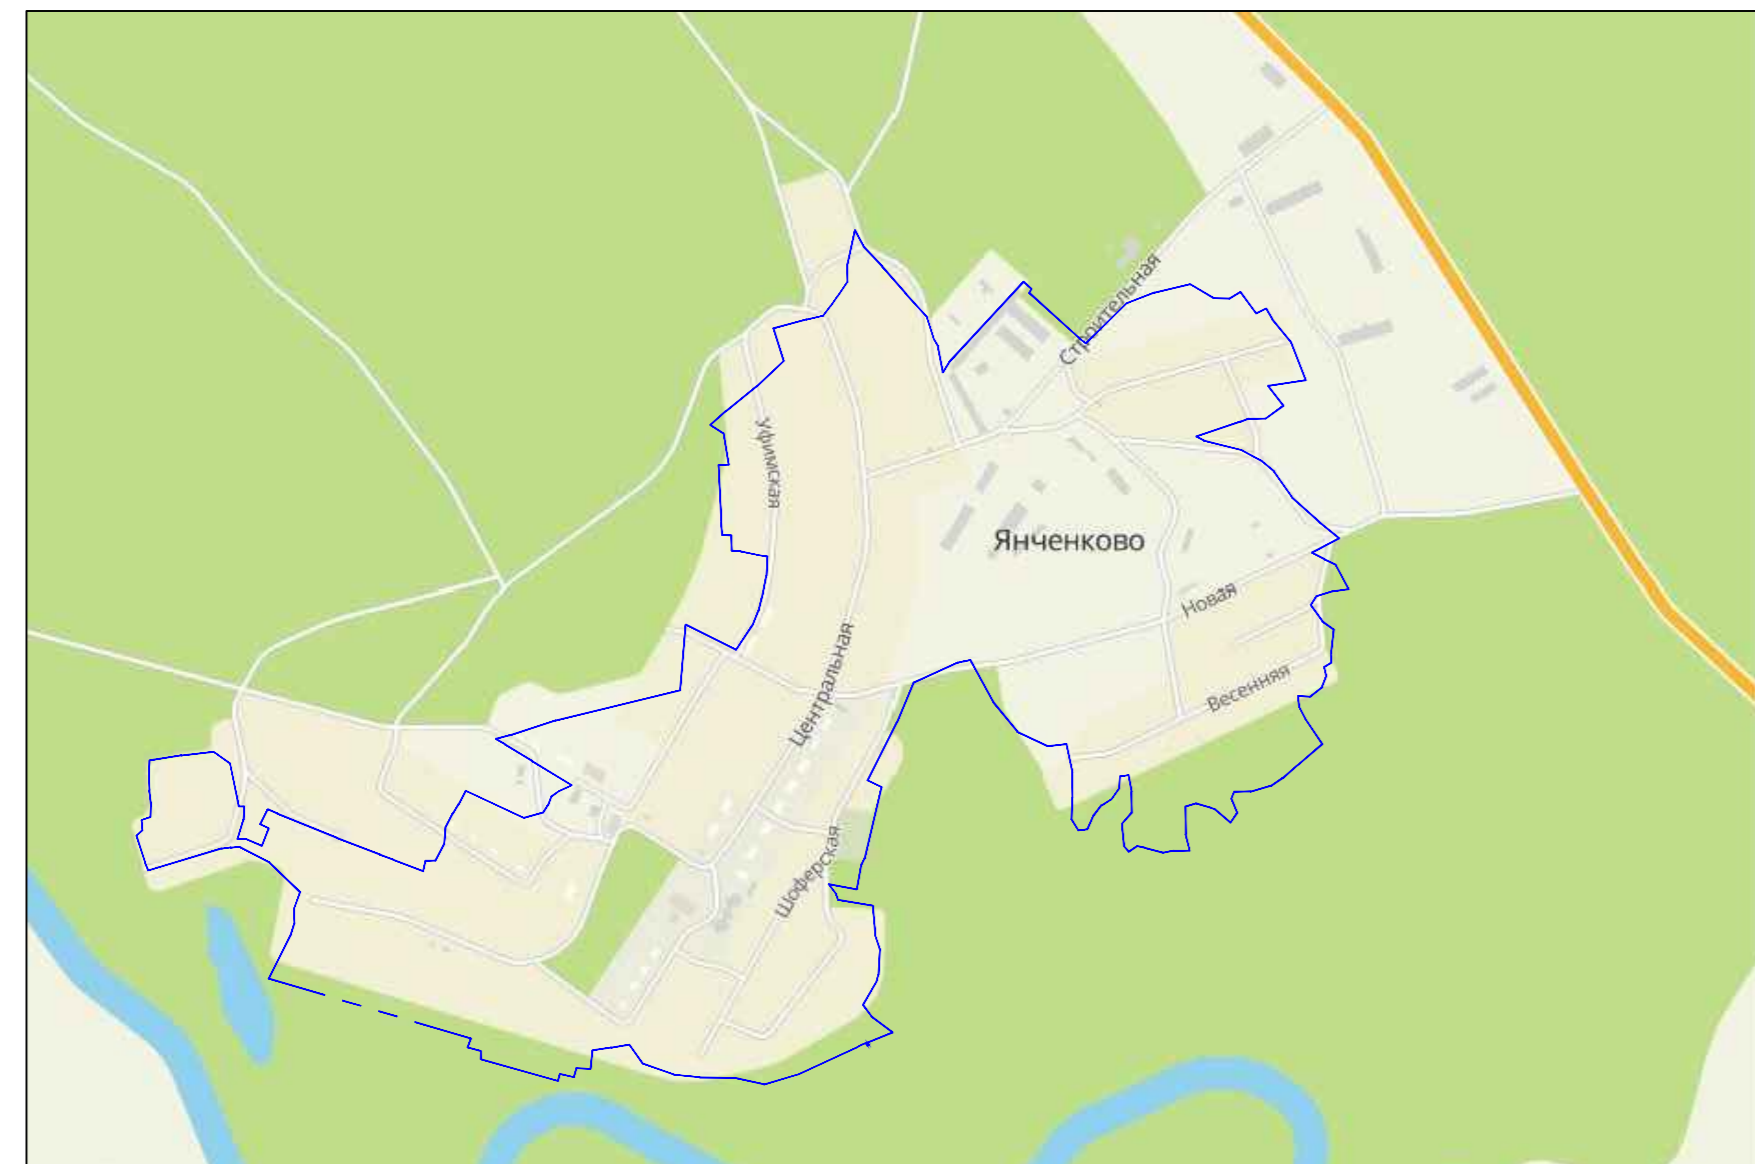 Строительная
Уфимская
Янченково
Новая
Центральная
Весенняя
Шоферская